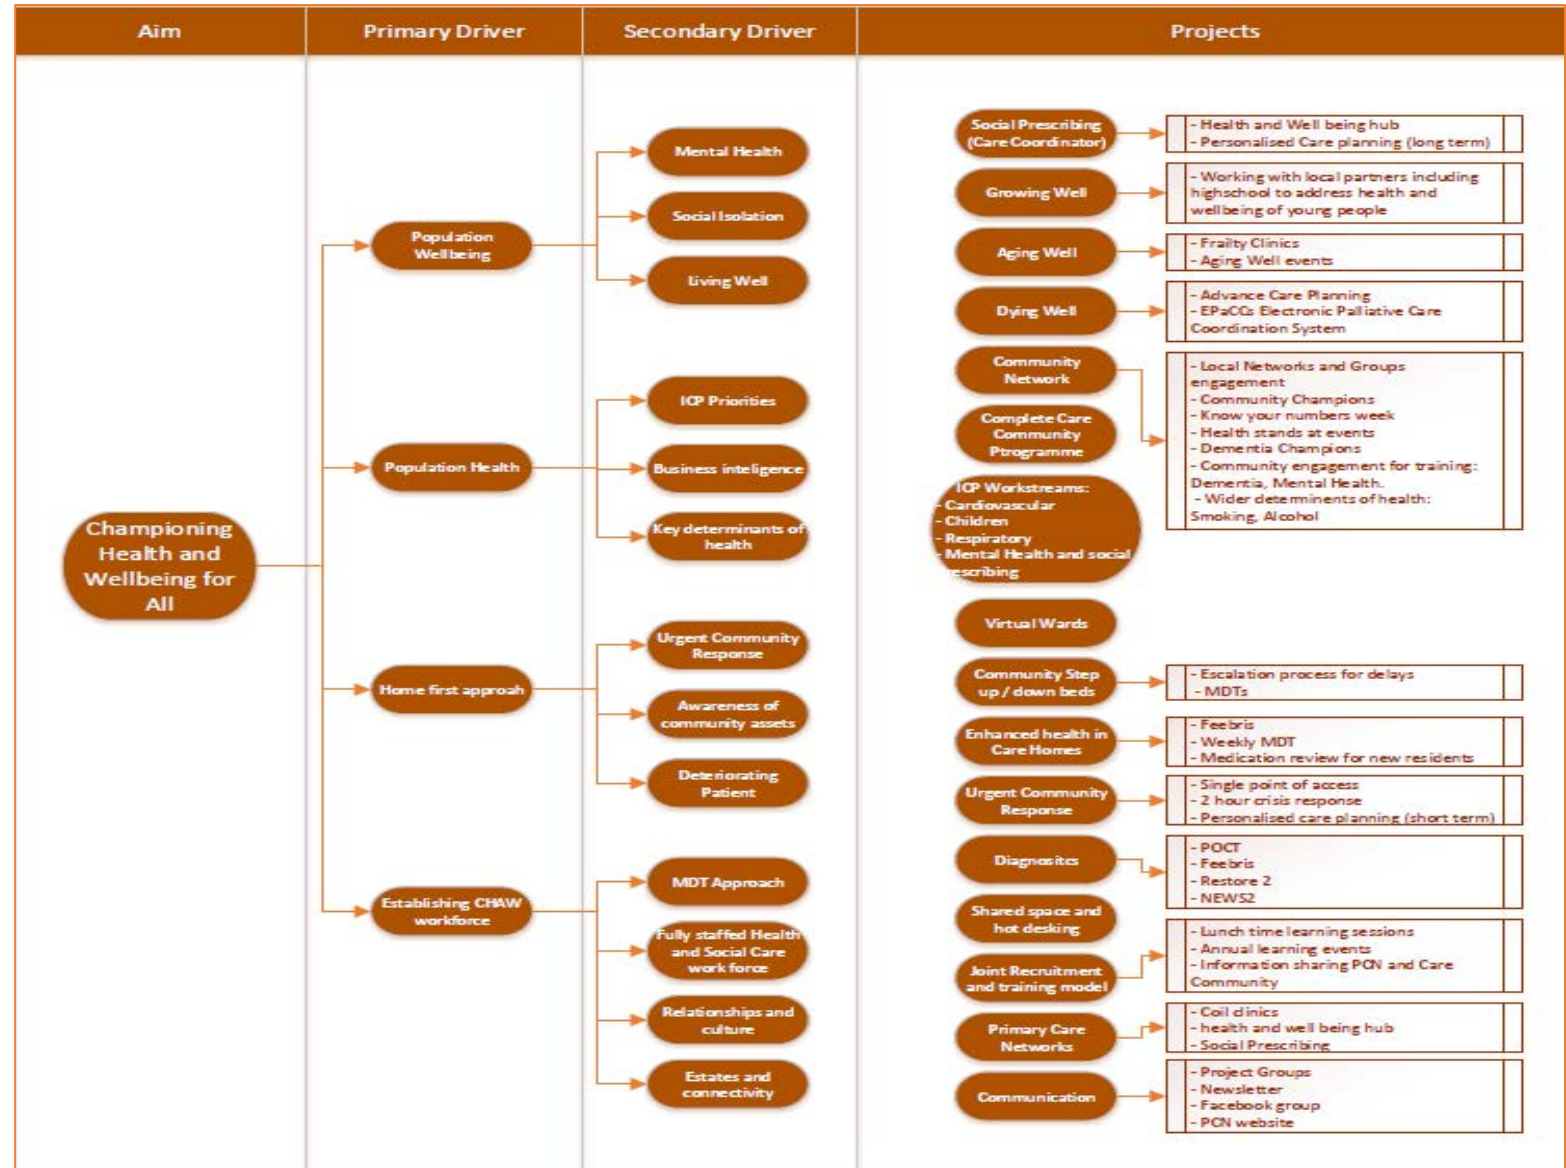 Aim
Primary Driver
Secondary Driver
Projects
Championing
Health and
Wellbeing for
All
Population
Wellbeing
Population Health
Home first approah
Establishing CHAW
workforce
Mental Health
Social Isolation
Living Well
ICP Priorities
Business inteligence
Key determinants of
health
Urgent Community
Response
Awareness of
community assets
Deteriorating
Patient
MDT Approach
Fully staffed Health
and Social Care
work force
Relationships and
culture
Estates and
connectivity
Social Prescribing
(Care Coordinator)
- Health and Well being hub
- Personalised Care planning (long term)
Growing Well
- Working with local partners including
highschool to address health and
wellbeing of young people
Aging Well
- Frailty Clinics
- Aging Well events
Dying Well
- Advance Care Planning
- EPaCCs Electronic Palliative Care
Coordination System
Community
Network
- Local Networks and Groups
engagement
- Community Champions
- Know your numbers week
- Health stands at events
- Dementia Champions
- Community engagement for training:
Dementia, Mental Health.
- Wider determinents of health:
Smoking, Alcohol
Complete Care
Community
Ptrogramme
ICP Workstreams:
- Cardiovascular
- Children
- Respiratory
- Mental Health and social
rescribing
Virtual Wards
Community Step
up / down beds
- Escalation process for delays
- MDTs
Enhanced health in
Care Homes
- Feebris
- Weekly MDT
- Medication review for new residents
Urgent Community
Response
- Single point of access
- 2 hour crisis response
- Personalised care planning (short term)
Diagnositcs
- POCT
- Feebris
- Restore 2
- NEWS2
Shared space and
hot desking
Joint Recruitment
and training model
- Lunch time learning sessions
- Annual learning events
- Information sharing PCN and Care
Community
Primary Care
Networks
- Coil clinics
- health and well being hub
- Social Prescribing
Communication
- Project Groups
- Newsletter
- Facebook group
- PCN website